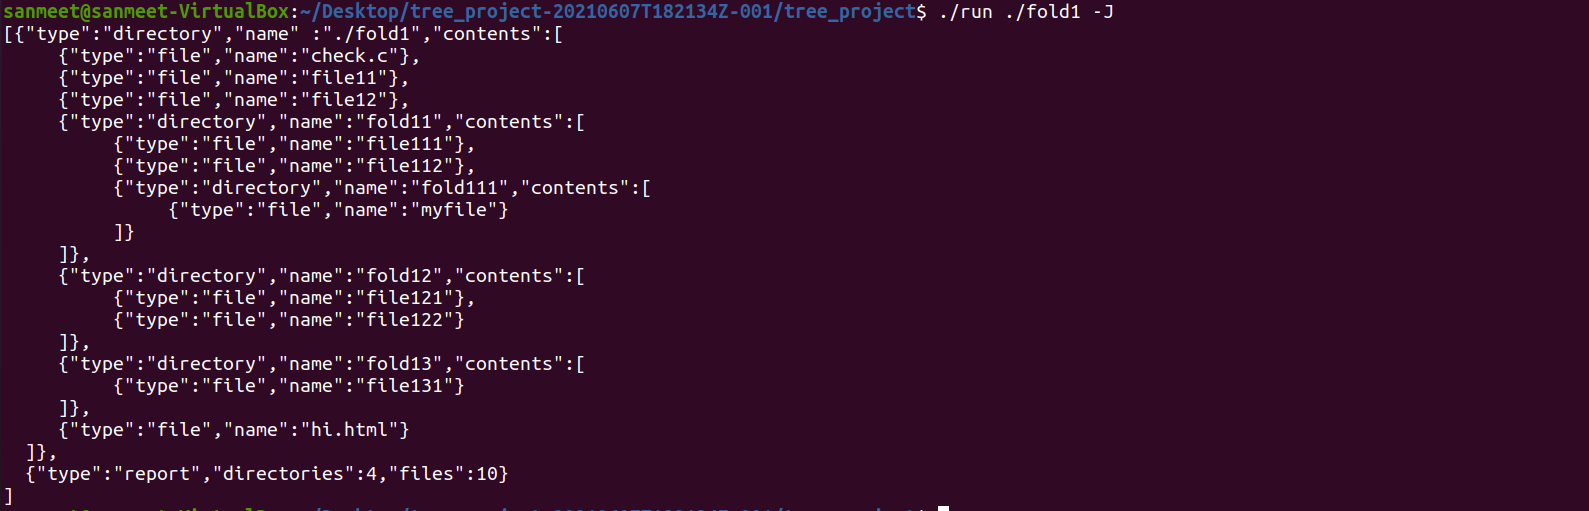 sanmeet@sanmeet-VirtualBox:~/Desktop/tree_project-20210607T182134Z-001/tree_project$ ./run ./fold1 -J
[{"type":"directory","name" :"./fold1","contents":[
{"type":"file","name":"check.c"},
{"type":"file","name":"file11"},
{"type":"file","name":"file12"},
{"type":"directory","name":"fold11","contents":[
{"type":"file","name":"file111"},
{"type":"file","name":"file112"},
{"type":"directory","name":"fold111","contents":[
{"type":"file","name":"myfile"}
]}
]},
{"type":"directory","name":"fold12","contents":[
{"type":"file","name":"file121"},
{"type":"file","name":"file122"}
]},
{"type":"directory","name":"fold13","contents":[
{"type":"file","name":"file131"}
]},
{"type":"file","name":"hi.html"}
]},
{"type":"report","directories":4,"files":10}
]